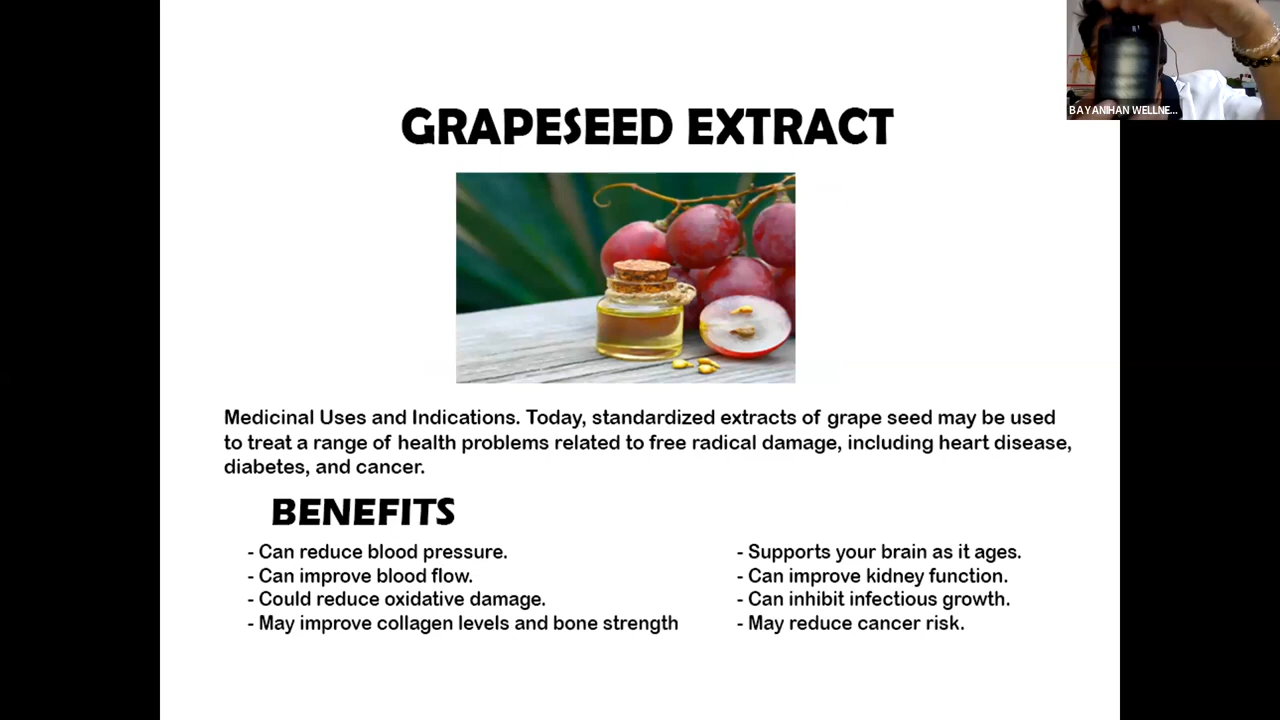 BAYANIHAN WELLNE...
GRAPESEED EXTRACT
Medicinal Uses and Indications. Today, standardized extracts of grape seed may be used
to treat a range of health problems related to free radical damage, including heart disease,
diabetes, and cancer.
BENEFITS
- Can reduce blood pressure.
- Can improve blood flow.
- Could reduce oxidative damage.
- May improve collagen levels and bone strength
- Supports your brain as it ages.
- Can improve kidney function.
- Can inhibit infectious growth.
- May reduce cancer risk.